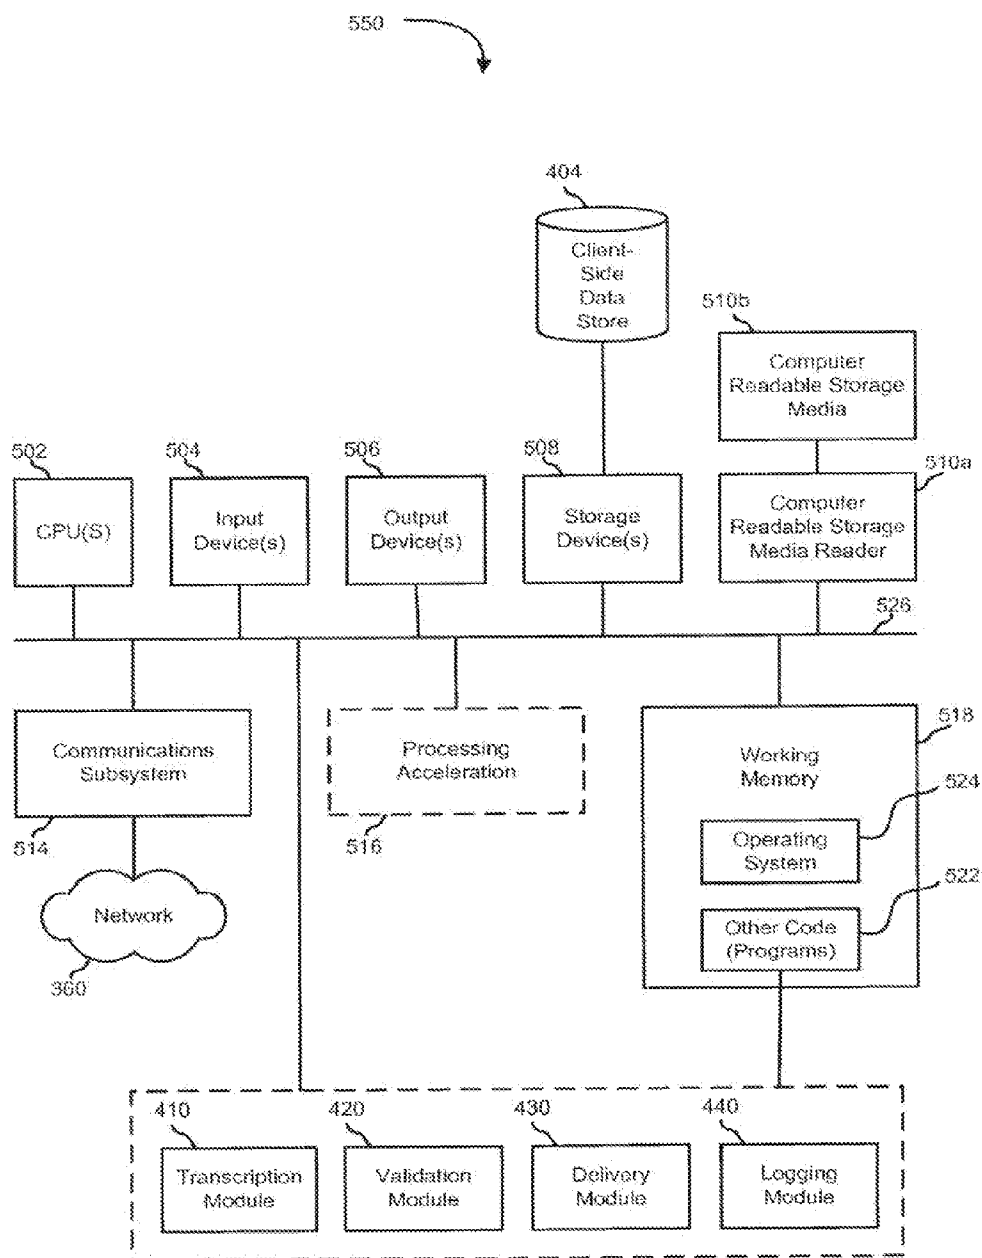 550
404
Client-
Side
Data
Store
510b
Computer
Readable Storage
Media
502
CPU(S)
504
Input
Device(s)
506
Output
Device(s)
508
Storage
Device(s)
510a
Computer
Readable Storage
Media Reader
526
Communications
Subsystem
514
Processing
Acceleration
516
518
Working
Memory
524
Operating
System
522
Other Code
(Programs)
Network
360
410
Transcription
Module
420
Validation
Module
430
Delivery
Module
440
Logging
Module